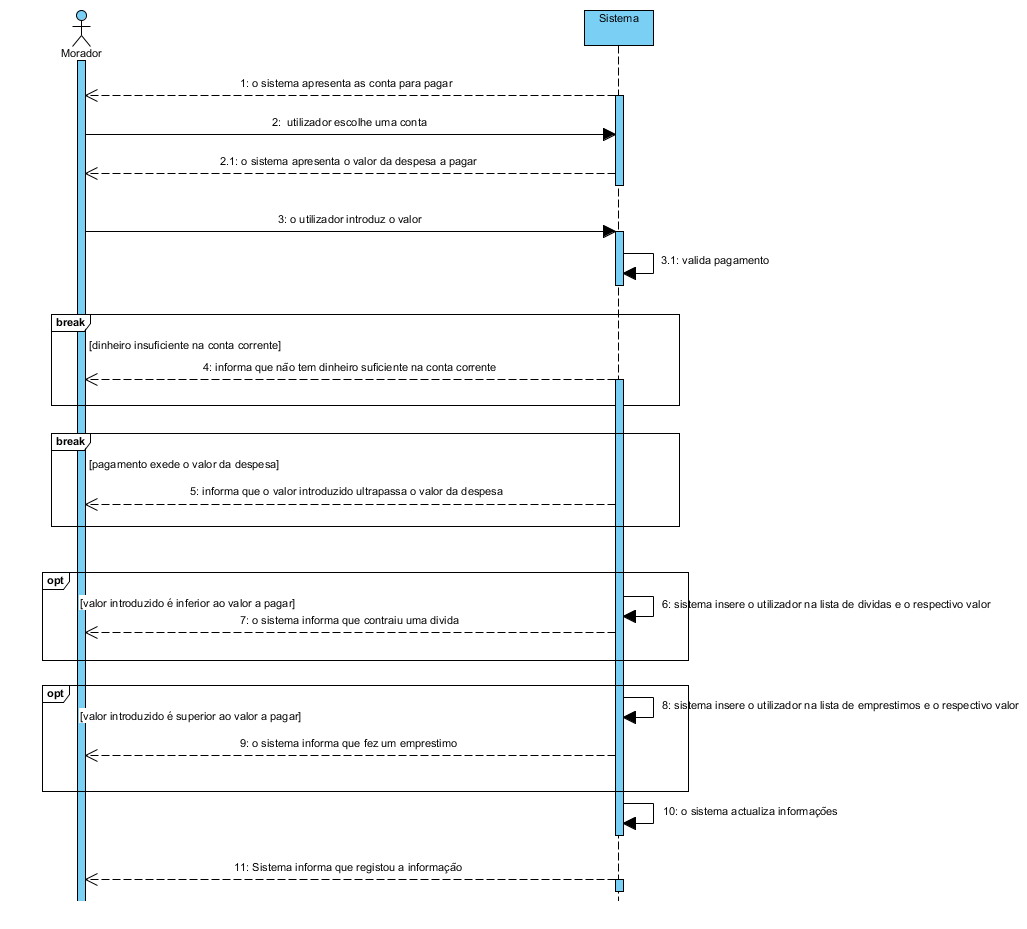 Sistema
Morador
1: o sistema apresenta as conta para pagar
2: utilizador escolhe uma conta
2.1: o sistema apresenta o valor da despesa a pagar
3: o utilizador introduz o valor
3.1: valida pagamento
break
[dinheiro insuficiente na conta corrente]
4: informa que não tem dinheiro suficiente na conta corrente
break
[pagamento exede o valor da despesa]
5: informa que o valor introduzido ultrapassa o valor da despesa
opt
[valor introduzido é inferior ao valor a pagar]
6: sistema insere o utilizador na lista de dividas e o respectivo valor
7: o sistema informa que contraiu uma divida
opt
8: sistema insere o utilizador na lista de emprestimos e o respectivo valor
[valor introduzido é superior ao valor a pagar]
9: o sistema informa que fez um emprestimo
10: o sistema actualiza informações
11: Sistema informa que registou a informação